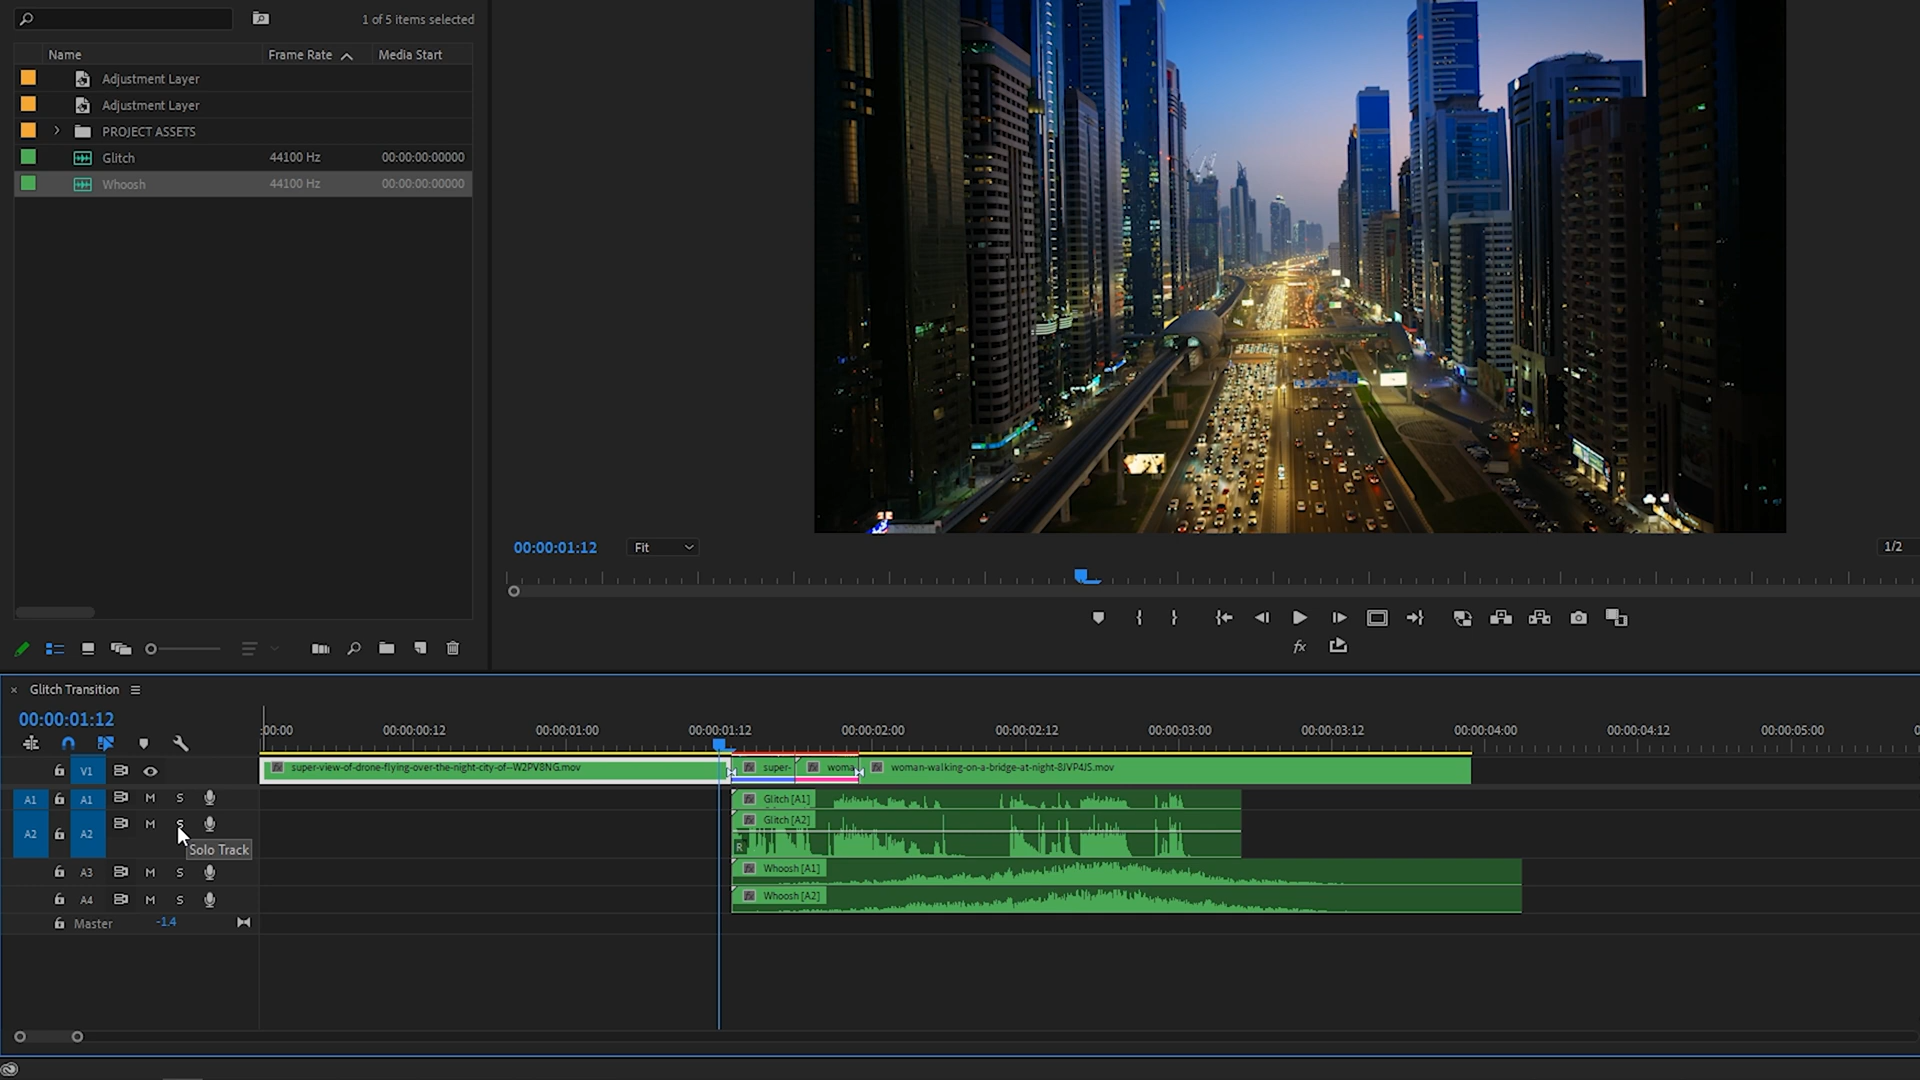 1 of 5 items selected
Name Frame Rate Media Start
Adjustment Layer
Adjustment Layer
PROJECT ASSETS
Glitch 44100 Hz 00:00:00:00000
Whoosh 44100 Hz 00:00:00:00000
00:00:01:12 Fit 1/2
fx
× Glitch Transition
00:00:01:12
:00:00 00:00:00:12 00:00:01:00 00:00:01:12 00:00:02:00 00:00:02:12 00:00:03:00 00:00:03:12 00:00:04:00 00:00:04:12 00:00:05:00
V1 super-view-of-drone-flying-over-the-night-city-of--W2PV8NG.mov super- woma woman-walking-on-a-bridge-at-night-8JVP4JS.mov
A1 A1 M S Glitch [A1]
A2 A2 M S Glitch [A2]
R
Solo Track
A3 M S Whoosh [A1]
A4 M S Whoosh [A2]
Master -1.4